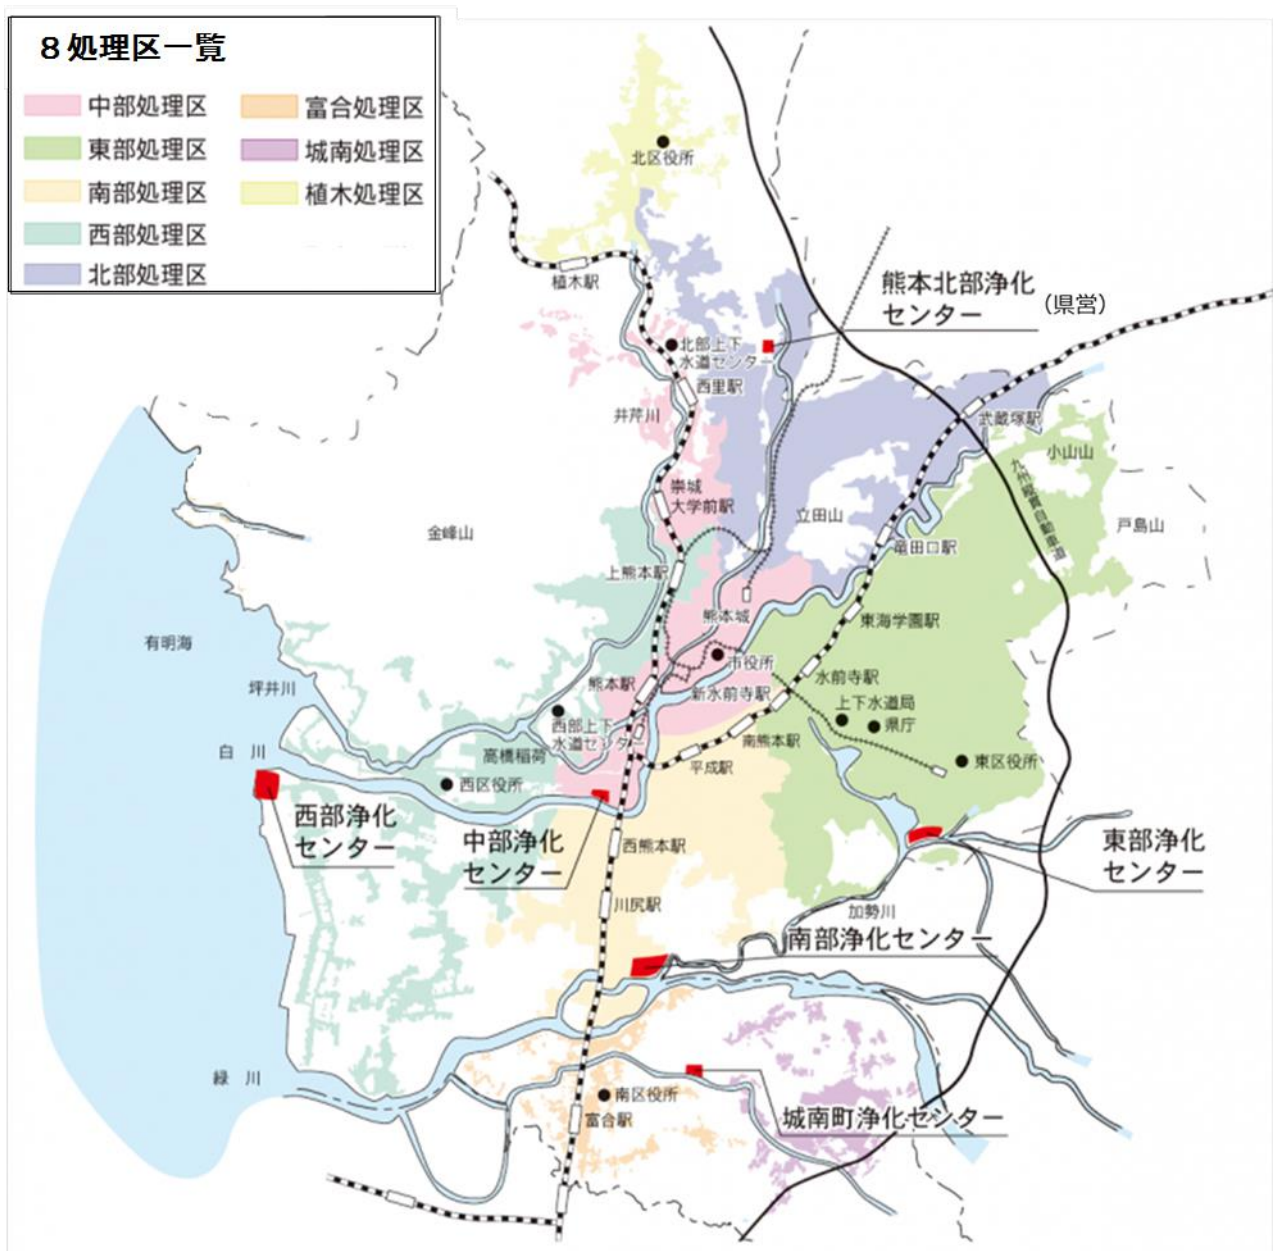 8処理区一覧
中部処理区
富合処理区
東部処理区
城南処理区
南部処理区
植木処理区
西部処理区
北部処理区
北区役所
植木駅
熊本北部浄化
センター
(県営)
北部上下
水道センター
西里駅
井芹川
武蔵塚駅
小山山
九州縦貫自動車道
崇城
大学前駅
立田山
戸島山
金峰山
竜田口駅
上熊本駅
熊本城
東海学園駅
有明海
市役所
坪井川
熊本駅
新水前寺駅
水前寺駅
上下水道局
県庁
西部上下
水道センター
南熊本駅
白川
高橋稲荷
平成駅
東区役所
西区役所
西部浄化
センター
中部浄化
センター
西熊本駅
東部浄化
センター
川尻駅
加勢川
南部浄化センター
緑川
南区役所
富合駅
城南町浄化センター